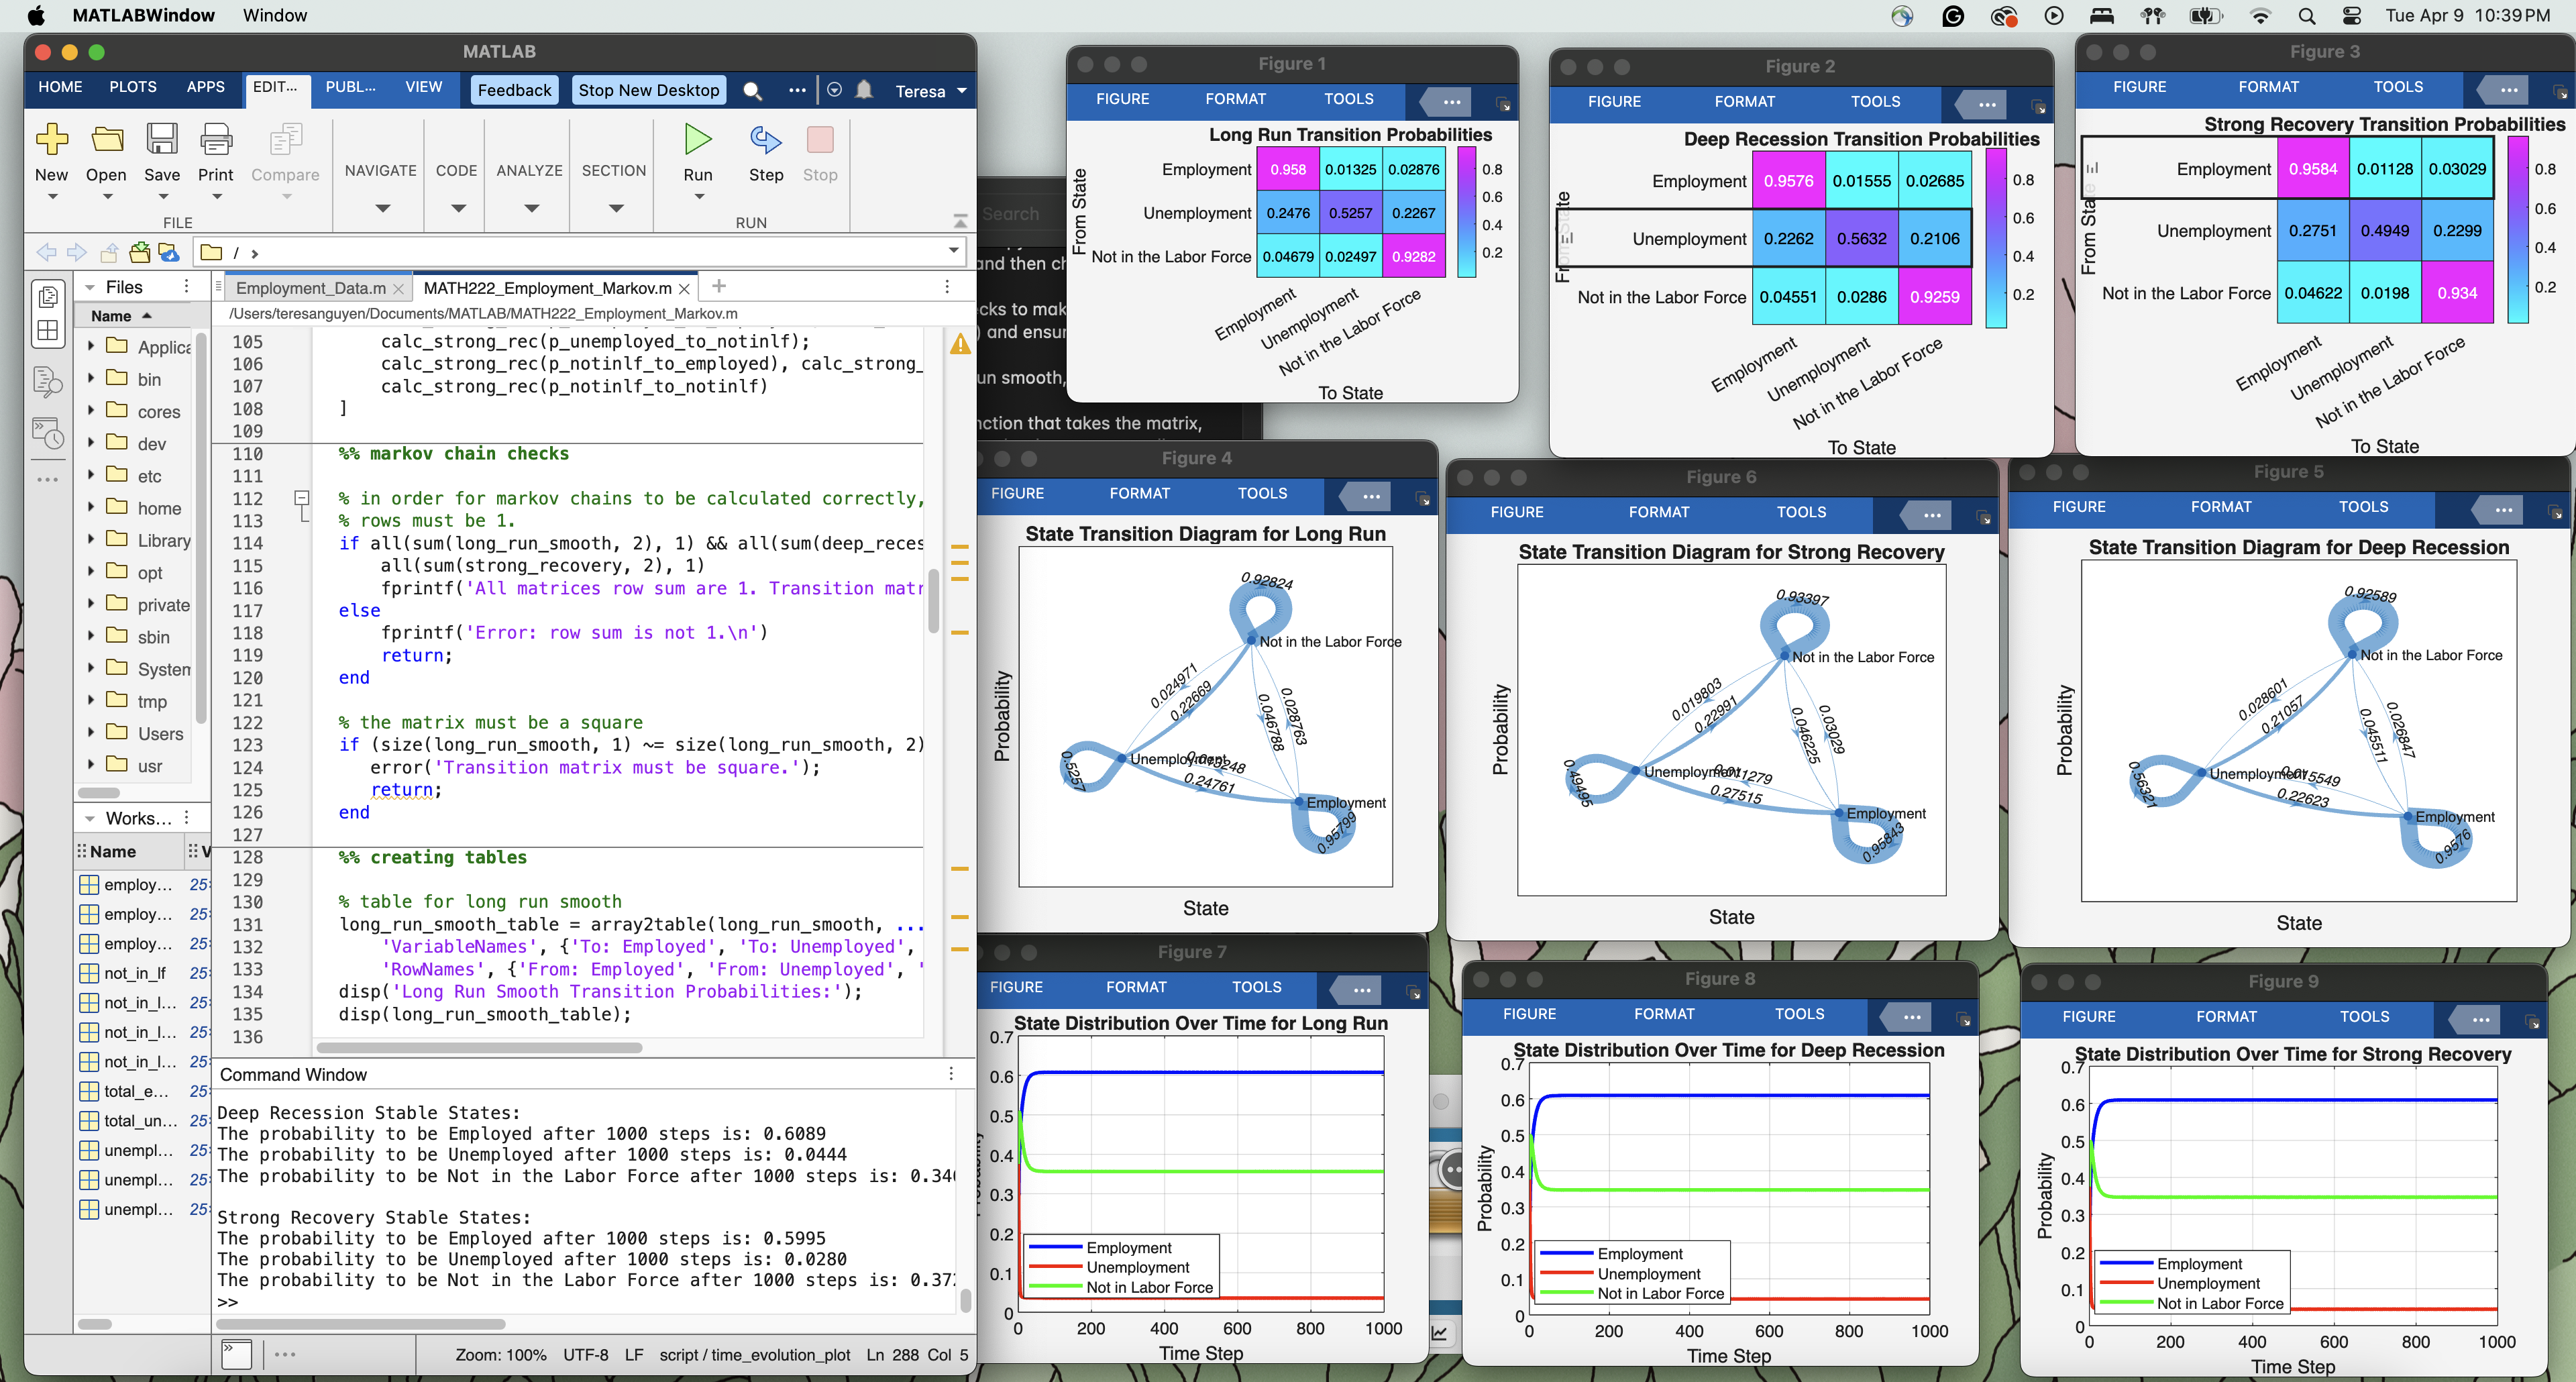 MATLABWindow Window
Tue Apr 9 10:39 PM
MATLAB
HOME PLOTS APPS EDIT... PUBL... VIEW Feedback Stop New Desktop Teresa
New Open Save Print Compare NAVIGATE CODE ANALYZE SECTION Run Step Stop
FILE RUN
/ >
Files
Name
Applica
bin
cores
dev
etc
home
Library
opt
private
sbin
System
tmp
Users
usr
Works...
Name V
employ... 25
employ... 25
employ... 25
not_in_lf 25
not_in_l... 25
not_in_l... 25
not_in_l... 25
total_e... 25
total_un... 25
unempl... 25
unempl... 25
unempl... 25
Employment_Data.m MATH222_Employment_Markov.m
/Users/teresanguyen/Documents/MATLAB/MATH222_Employment_Markov.m
105 calc_strong_rec(p_unemployed_to_notinlf);
106 calc_strong_rec(p_notinlf_to_employed), calc_strong_
107 calc_strong_rec(p_notinlf_to_notinlf)
108 ]
109
110 %% markov chain checks
111
112 % in order for markov chains to be calculated correctly,
113 % rows must be 1.
114 if all(sum(long_run_smooth, 2), 1) && all(sum(deep_reces
115 all(sum(strong_recovery, 2), 1)
116 fprintf('All matrices row sum are 1. Transition matr
117 else
118 fprintf('Error: row sum is not 1.\n')
119 return;
120 end
121
122 % the matrix must be a square
123 if (size(long_run_smooth, 1) ~= size(long_run_smooth, 2)
124 error('Transition matrix must be square.');
125 return;
126 end
127
128 %% creating tables
129
130 % table for long run smooth
131 long_run_smooth_table = array2table(long_run_smooth, ...
132 'VariableNames', {'To: Employed', 'To: Unemployed',
133 'RowNames', {'From: Employed', 'From: Unemployed', '
134 disp('Long Run Smooth Transition Probabilities:');
135 disp(long_run_smooth_table);
136
Command Window
Deep Recession Stable States:
The probability to be Employed after 1000 steps is: 0.6089
The probability to be Unemployed after 1000 steps is: 0.0444
The probability to be Not in the Labor Force after 1000 steps is: 0.34
Strong Recovery Stable States:
The probability to be Employed after 1000 steps is: 0.5995
The probability to be Unemployed after 1000 steps is: 0.0280
The probability to be Not in the Labor Force after 1000 steps is: 0.37
>>
Zoom: 100% UTF-8 LF script / time_evolution_plot Ln 288 Col 5
Search
and then ch
cks to mak
) and ensur
un smooth,
nction that takes the matrix,
Figure 1
FIGURE FORMAT TOOLS
Long Run Transition Probabilities
From State
Employment 0.958 0.01325 0.02876
Unemployment 0.2476 0.5257 0.2267
Not in the Labor Force 0.04679 0.02497 0.9282
0.8
0.6
0.4
0.2
Employment
Unemployment
Not in the Labor Force
To State
Figure 2
FIGURE FORMAT TOOLS
Deep Recession Transition Probabilities
Employment 0.9576 0.01555 0.02685
Unemployment 0.2262 0.5632 0.2106
Not in the Labor Force 0.04551 0.0286 0.9259
0.8
0.6
0.4
0.2
Employment
Unemployment
Not in the Labor Force
To State
Figure 3
FIGURE FORMAT TOOLS
Strong Recovery Transition Probabilities
From State
Employment 0.9584 0.01128 0.03029
Unemployment 0.2751 0.4949 0.2299
Not in the Labor Force 0.04622 0.0198 0.934
0.8
0.6
0.4
0.2
Employment
Unemployment
Not in the Labor Force
To State
Figure 4
FIGURE FORMAT TOOLS
State Transition Diagram for Long Run
0.92824
Not in the Labor Force
0.024971
0.22669
0.046788
0.028763
Unemployment
0.013248
0.5257
0.24761
Employment
0.95799
Probability
State
Figure 6
FIGURE FORMAT TOOLS
State Transition Diagram for Strong Recovery
0.93397
Not in the Labor Force
0.019803
0.22991
0.046225
0.03029
Unemployment
0.011279
0.49495
0.27515
Employment
0.95843
Probability
State
Figure 5
FIGURE FORMAT TOOLS
State Transition Diagram for Deep Recession
0.92589
Not in the Labor Force
0.028601
0.21057
0.045511
0.026847
Unemployment
0.015549
0.56321
0.22623
Employment
0.9576
Probability
State
Figure 7
FIGURE FORMAT TOOLS
State Distribution Over Time for Long Run
0.7
0.6
0.5
0.4
0.3
0.2
0.1
0
Employment
Unemployment
Not in Labor Force
0 200 400 600 800 1000
Time Step
Figure 8
FIGURE FORMAT TOOLS
State Distribution Over Time for Deep Recession
0.7
0.6
0.5
0.4
0.3
0.2
0.1
0
Probability
Employment
Unemployment
Not in Labor Force
0 200 400 600 800 1000
Time Step
Figure 9
FIGURE FORMAT TOOLS
State Distribution Over Time for Strong Recovery
0.7
0.6
0.5
0.4
0.3
0.2
0.1
0
Probability
Employment
Unemployment
Not in Labor Force
0 200 400 600 800 1000
Time Step